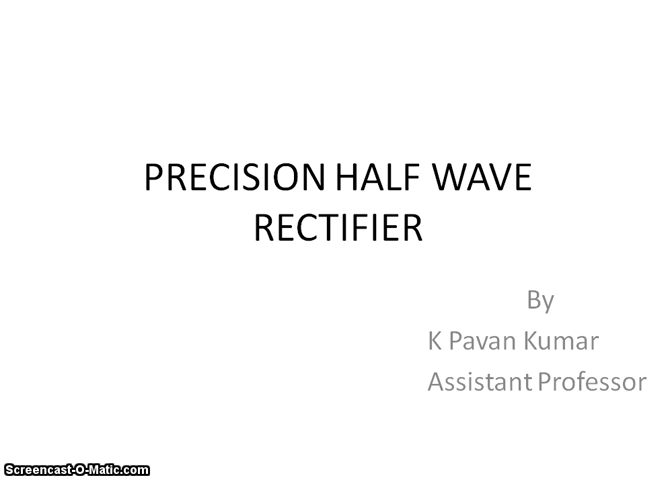 PRECISION HALF WAVE
RECTIFIER
By
K Pavan Kumar
Assistant Professor
Screencast-O-Matic.com